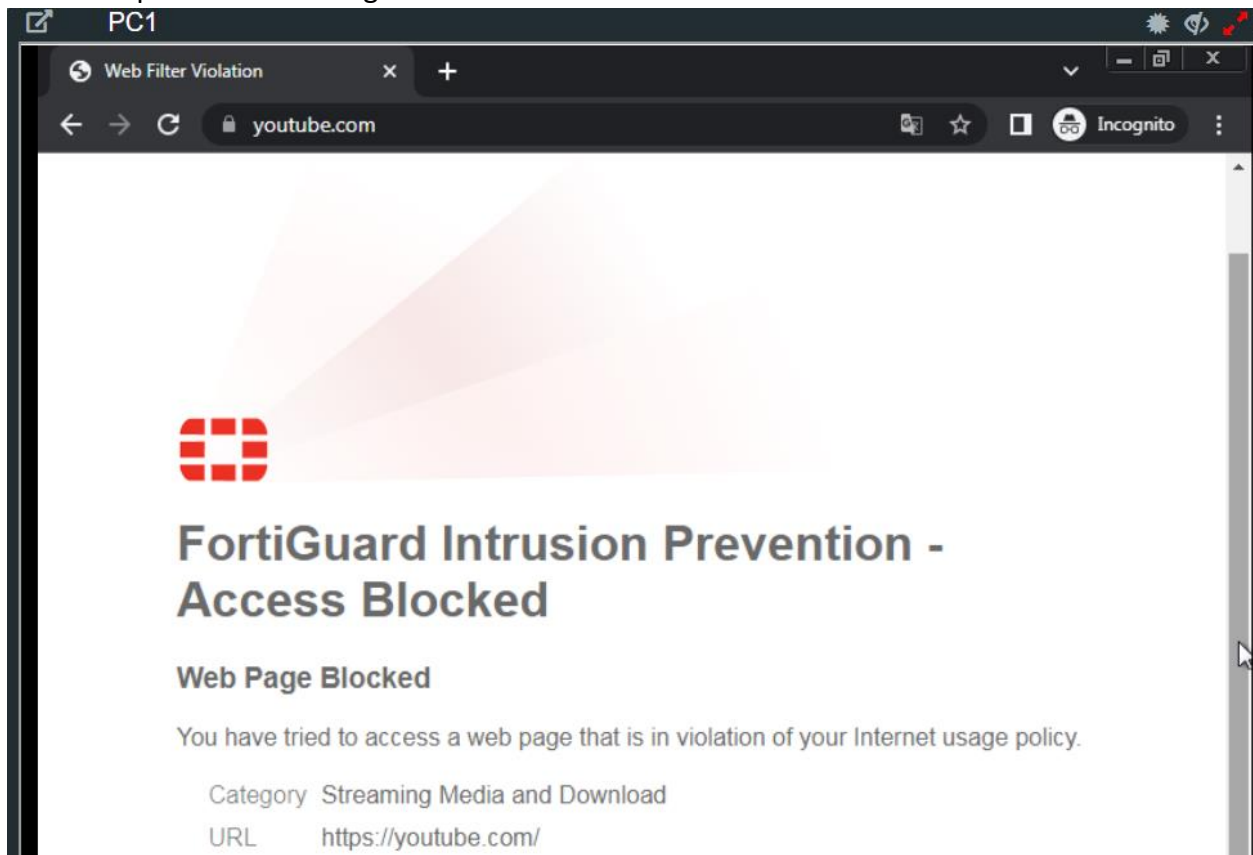 PC1
Web Filter Violation
youtube.com
Incognito
FortiGuard Intrusion Prevention -
Access Blocked
Web Page Blocked
You have tried to access a web page that is in violation of your Internet usage policy.
Category Streaming Media and Download
URL https://youtube.com/